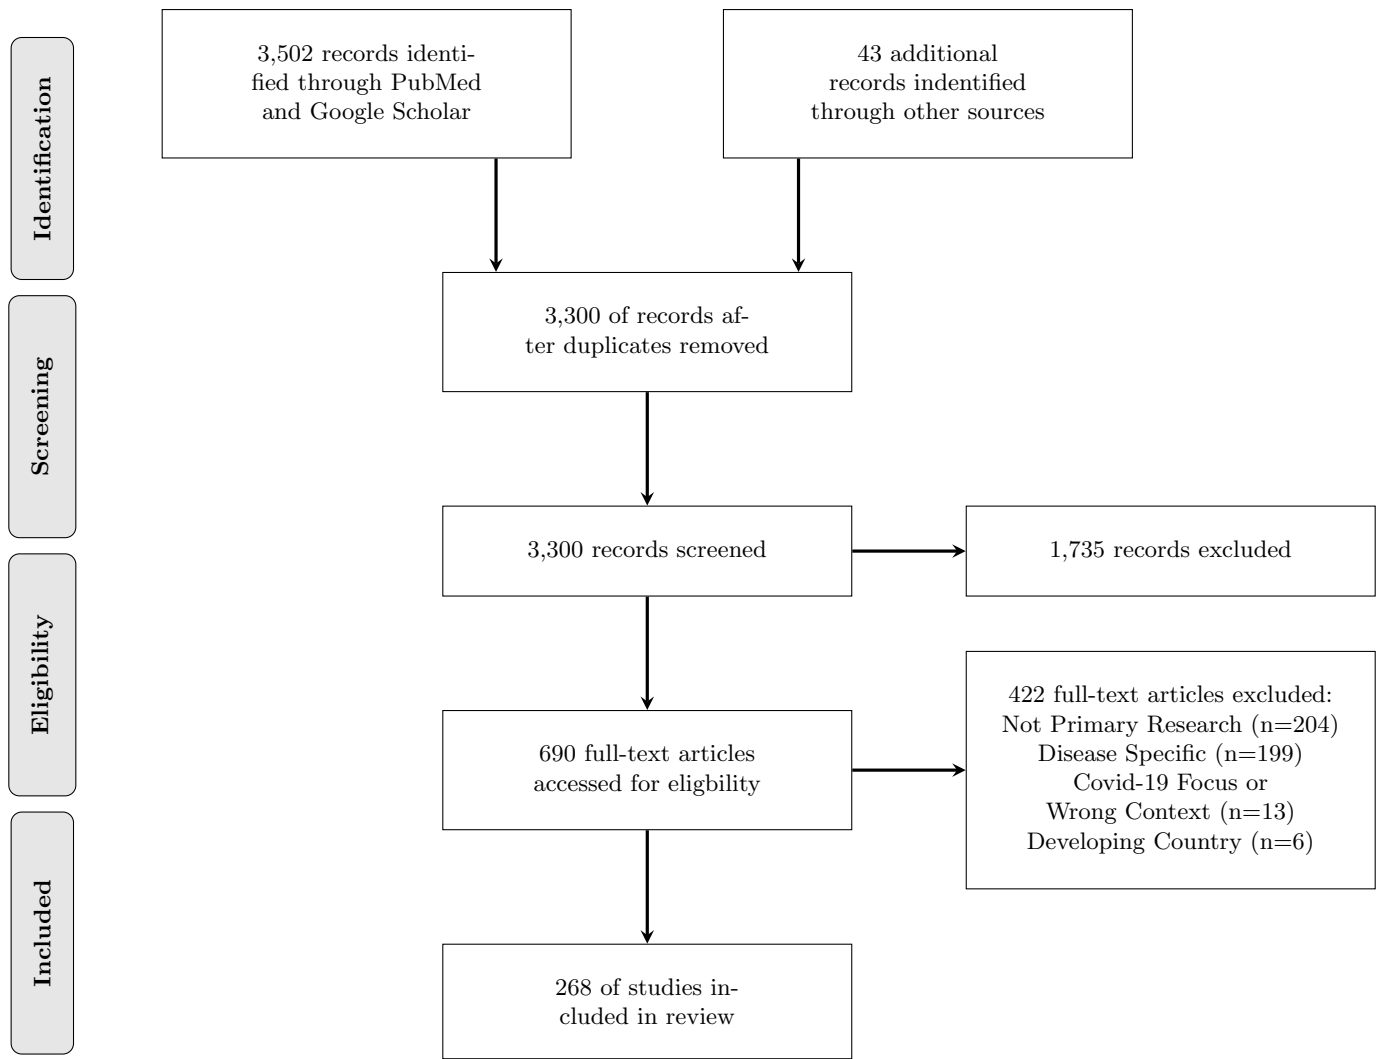 3,502 records identi-
fied through PubMed
and Google Scholar
43 additional
records indentified
through other sources
Identification
3,300 of records af-
ter duplicates removed
Screening
3,300 records screened
1,735 records excluded
Eligibility
690 full-text articles
accessed for eligbility
422 full-text articles excluded:
Not Primary Research (n=204)
Disease Specific (n=199)
Covid-19 Focus or
Wrong Context (n=13)
Developing Country (n=6)
Included
268 of studies in-
cluded in review